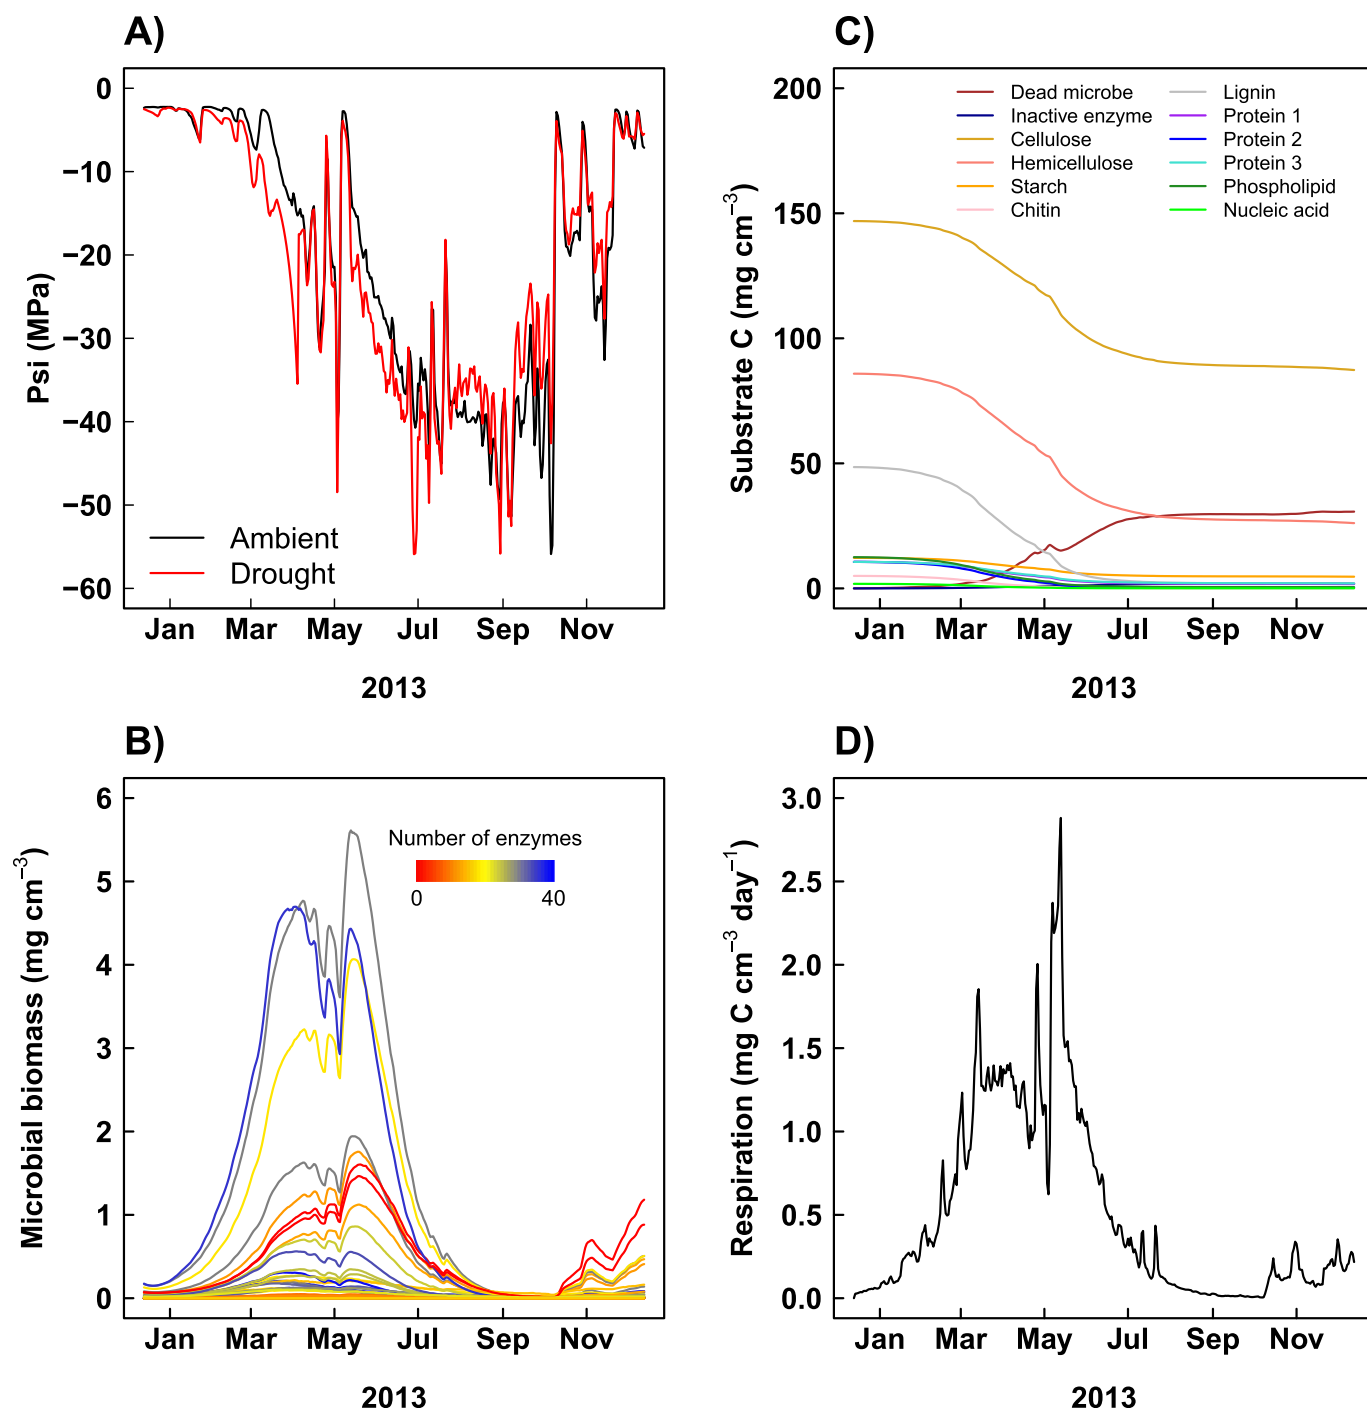 A)
0
−10
−20
−30
−40
−50
−60
Psi (MPa)
Ambient
Drought
Jan Mar May Jul Sep Nov
2013
C)
200
150
100
50
0
Substrate C (mg cm−3)
Dead microbe
Inactive enzyme
Cellulose
Hemicellulose
Starch
Chitin
Lignin
Protein 1
Protein 2
Protein 3
Phospholipid
Nucleic acid
Jan Mar May Jul Sep Nov
2013
B)
6
5
4
3
2
1
0
Microbial biomass (mg cm−3)
Number of enzymes
0 40
Jan Mar May Jul Sep Nov
2013
D)
3.0
2.5
2.0
1.5
1.0
0.5
0.0
Respiration (mg C cm−3 day−1)
Jan Mar May Jul Sep Nov
2013